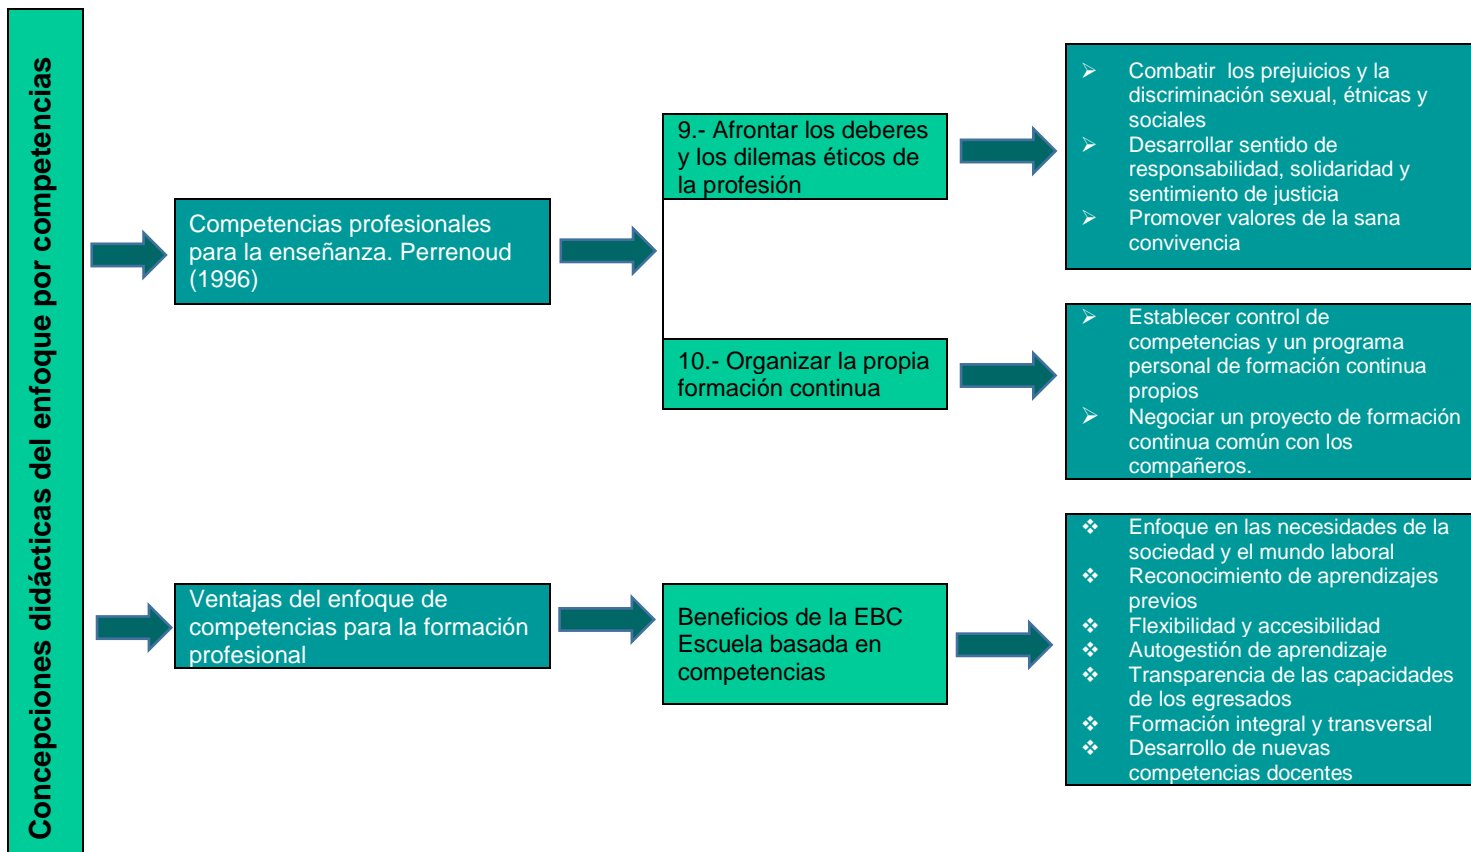 Concepciones didácticas del enfoque por competencias
Competencias profesionales
para la enseñanza. Perrenoud
(1996)
9.- Afrontar los deberes
y los dilemas éticos de
la profesión
➢ Combatir los prejuicios y la
discriminación sexual, étnicas y
sociales
➢ Desarrollar sentido de
responsabilidad, solidaridad y
sentimiento de justicia
➢ Promover valores de la sana
convivencia
10.- Organizar la propia
formación continua
➢ Establecer control de
competencias y un programa
personal de formación continua
propios
➢ Negociar un proyecto de formación
continua común con los
compañeros.
Ventajas del enfoque de
competencias para la formación
profesional
Beneficios de la EBC
Escuela basada en
competencias
❖ Enfoque en las necesidades de la
sociedad y el mundo laboral
❖ Reconocimiento de aprendizajes
previos
❖ Flexibilidad y accesibilidad
❖ Autogestión de aprendizaje
❖ Transparencia de las capacidades
de los egresados
❖ Formación integral y transversal
❖ Desarrollo de nuevas
competencias docentes